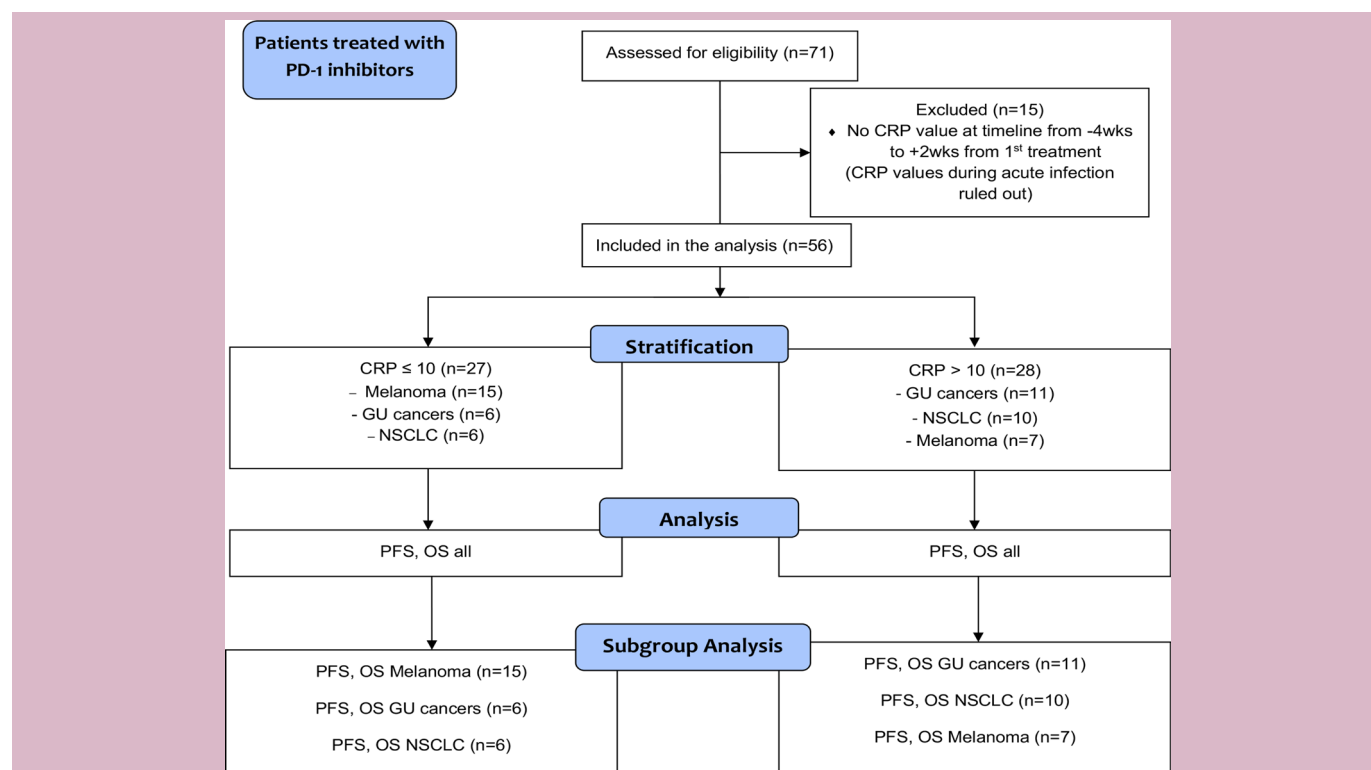 Patients treated with
PD-1 inhibitors
Assessed for eligibility (n=71)
Excluded (n=15)
♦ No CRP value at timeline from -4wks
to +2wks from 1st treatment
(CRP values during acute infection
ruled out)
Included in the analysis (n=56)
Stratification
CRP ≤ 10 (n=27)
– Melanoma (n=15)
- GU cancers (n=6)
– NSCLC (n=6)
CRP > 10 (n=28)
- GU cancers (n=11)
- NSCLC (n=10)
- Melanoma (n=7)
Analysis
PFS, OS all
PFS, OS all
Subgroup Analysis
PFS, OS Melanoma (n=15)
PFS, OS GU cancers (n=6)
PFS, OS NSCLC (n=6)
PFS, OS GU cancers (n=11)
PFS, OS NSCLC (n=10)
PFS, OS Melanoma (n=7)